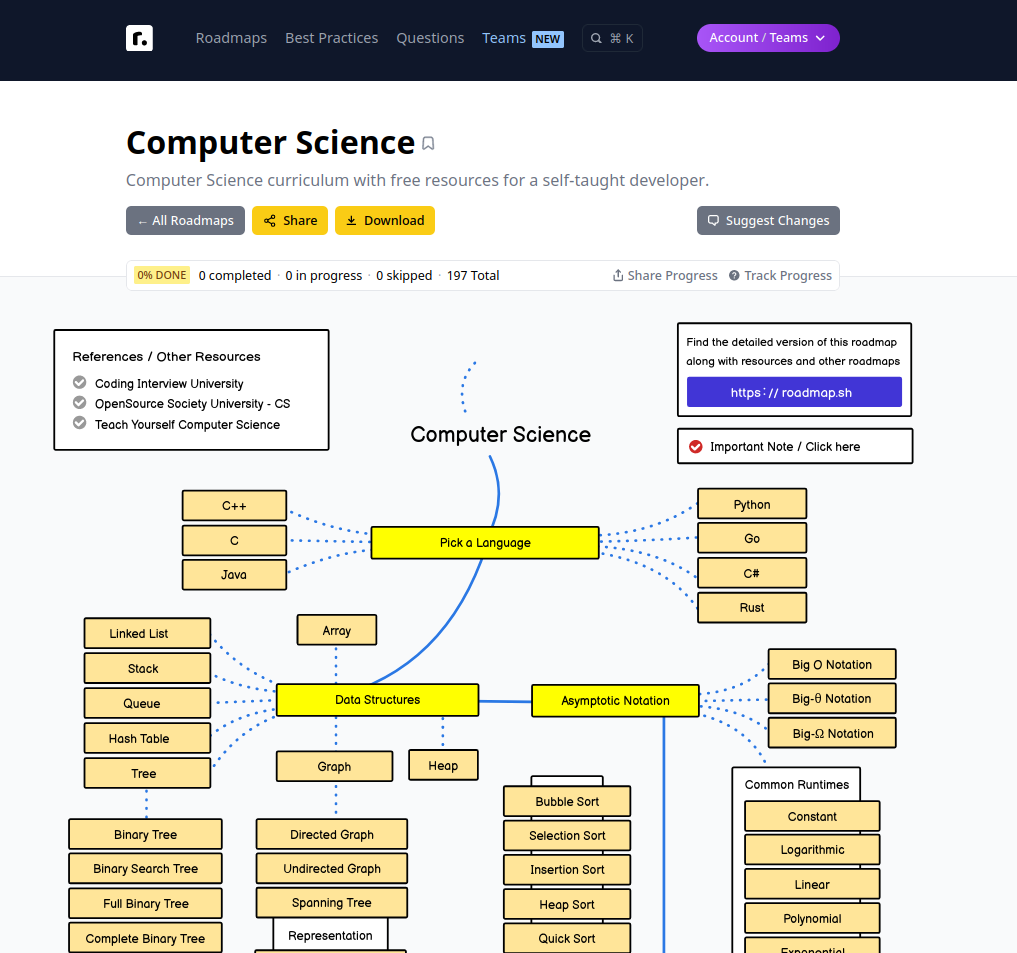 r.
Roadmaps
Best Practices
Questions
Teams NEW
⌘ K
Account / Teams
Computer Science
Computer Science curriculum with free resources for a self-taught developer.
← All Roadmaps
Share
Download
Suggest Changes
0% DONE 0 completed · 0 in progress · 0 skipped · 197 Total
Share Progress
Track Progress
References / Other Resources
Coding Interview University
OpenSource Society University - CS
Teach Yourself Computer Science
Find the detailed version of this roadmap
along with resources and other roadmaps
https://roadmap.sh
Important Note / Click here
Computer Science
C++
C
Java
Pick a Language
Python
Go
C#
Rust
Linked List
Stack
Queue
Hash Table
Tree
Array
Data Structures
Graph
Heap
Asymptotic Notation
Big O Notation
Big-θ Notation
Big-Ω Notation
Common Runtimes
Constant
Logarithmic
Linear
Polynomial
Exponential
Binary Tree
Binary Search Tree
Full Binary Tree
Complete Binary Tree
Directed Graph
Undirected Graph
Spanning Tree
Representation
Bubble Sort
Selection Sort
Insertion Sort
Heap Sort
Quick Sort